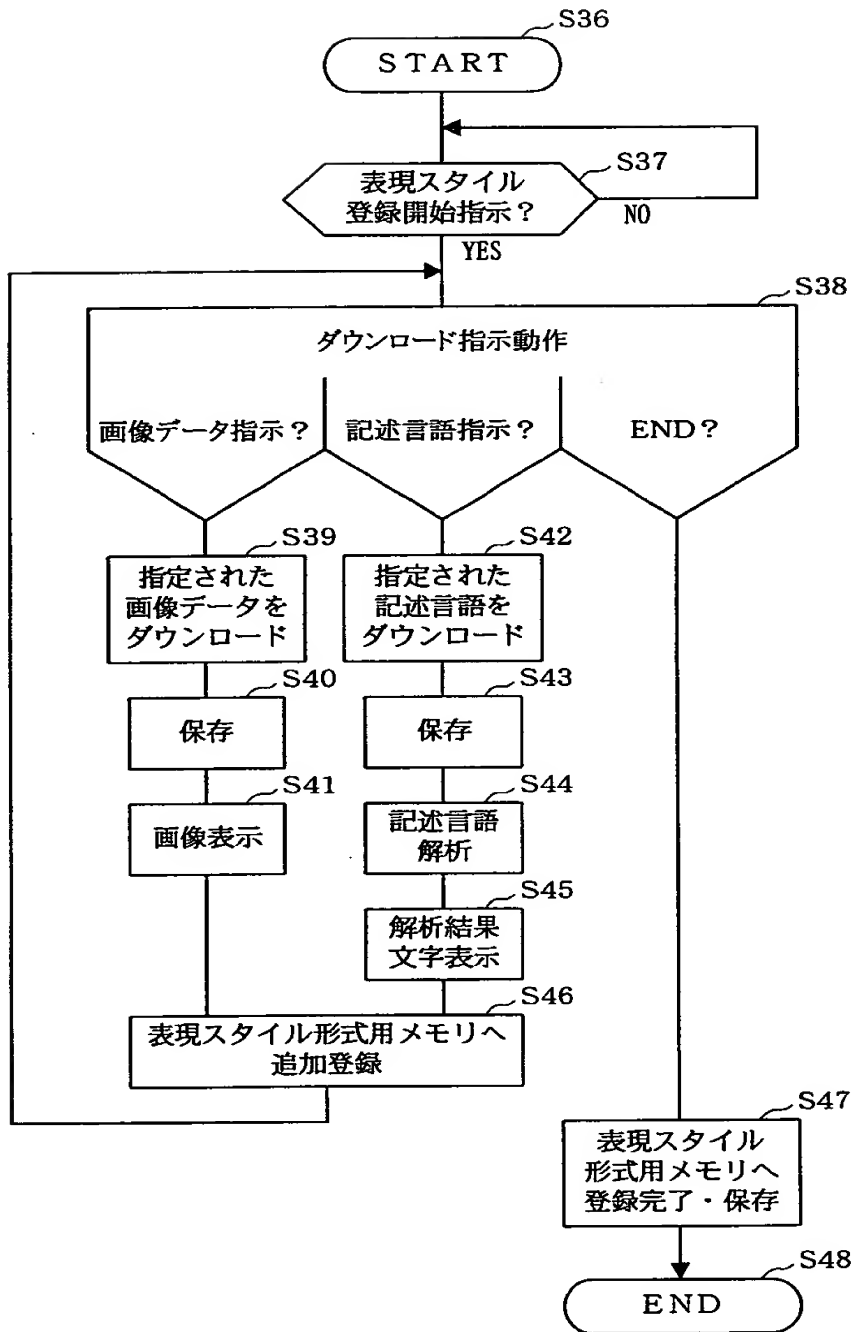 S36
START
S37
表現スタイル
登録開始指示？
NO
YES
S38
ダウンロード指示動作
画像データ指示？
記述言語指示？
END？
S39
指定された
画像データを
ダウンロード
S42
指定された
記述言語を
ダウンロード
S40
保存
S43
保存
S41
画像表示
S44
記述言語
解析
S45
解析結果
文字表示
S46
表現スタイル形式用メモリへ
追加登録
S47
表現スタイル
形式用メモリへ
登録完了・保存
S48
END